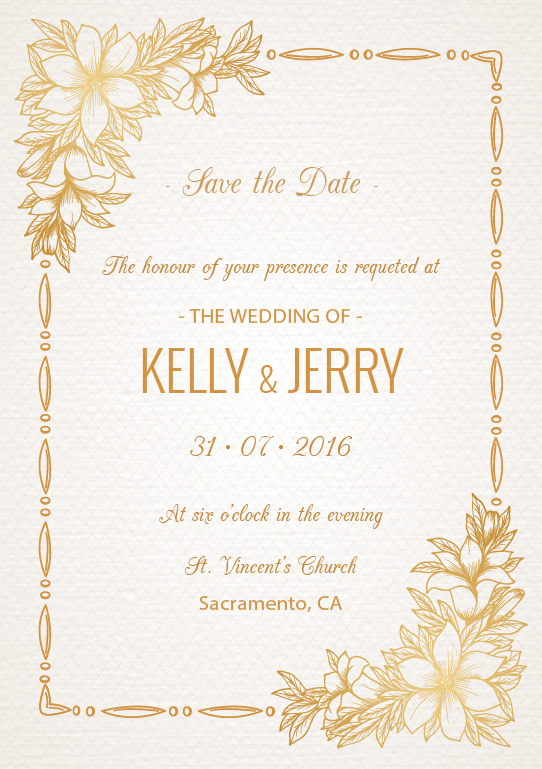 - Save the Date -
The honour of your presence is requeted at
- THE WEDDING OF -
KELLY & JERRY
31 • 07 • 2016
At six o'clock in the evening
St. Vincent's Church
Sacramento, CA